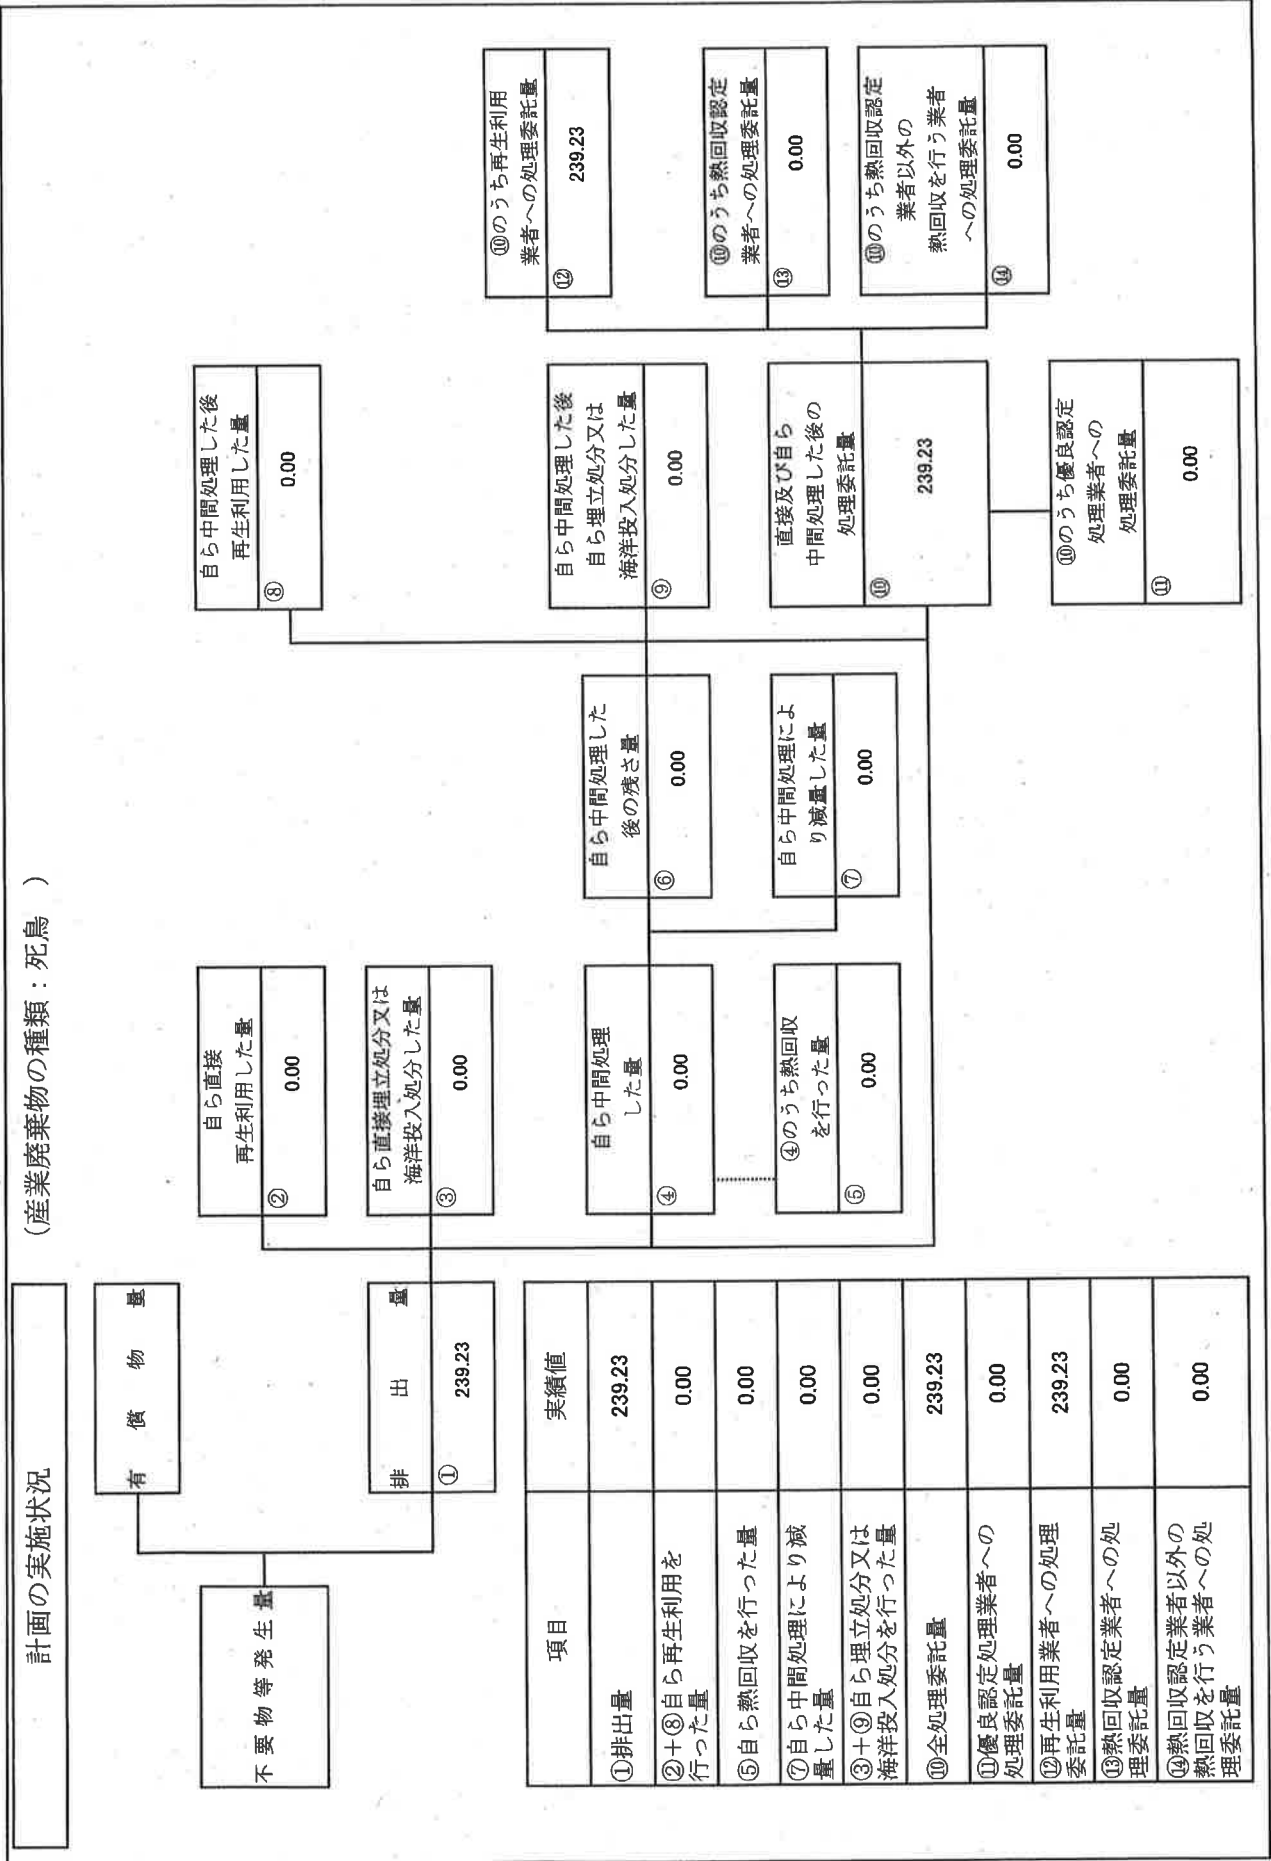 計画の実施状況
(産業廃棄物の種類：死鳥　)
不要物等発生量
有償物量
排出量
①
239.23
自ら直接
再生利用した量
②
0.00
自ら直接埋立処分又は
海洋投入処分した量
③
0.00
自ら中間処理
した量
④
0.00
④のうち熱回収
を行った量
⑤
0.00
自ら中間処理した
後の残さ量
⑥
0.00
自ら中間処理によ
り減量した量
⑦
0.00
自ら中間処理した後
再生利用した量
⑧
0.00
自ら中間処理した後
自ら埋立処分又は
海洋投入処分した量
⑨
0.00
直接及び自ら
中間処理した後の
処理委託量
⑩
239.23
⑩のうち優良認定
処理業者への
処理委託量
⑪
0.00
⑩のうち再生利用
業者への処理委託量
⑫
239.23
⑩のうち熱回収認定
業者への処理委託量
⑬
0.00
⑩のうち熱回収認定
業者以外の
熱回収を行う業者
への処理委託量
⑭
0.00
項目 実績値
①排出量 239.23
②＋⑧自ら再生利用を
行った量 0.00
⑤自ら熱回収を行った量 0.00
⑦自ら中間処理により減
量した量 0.00
③＋⑨自ら埋立処分又は
海洋投入処分を行った量 0.00
⑩全処理委託量 239.23
⑪優良認定処理業者への
処理委託量 0.00
⑫再生利用業者への処理
委託量 239.23
⑬熱回収認定業者への処
理委託量 0.00
⑭熱回収認定業者以外の
熱回収を行う業者への処
理委託量 0.00